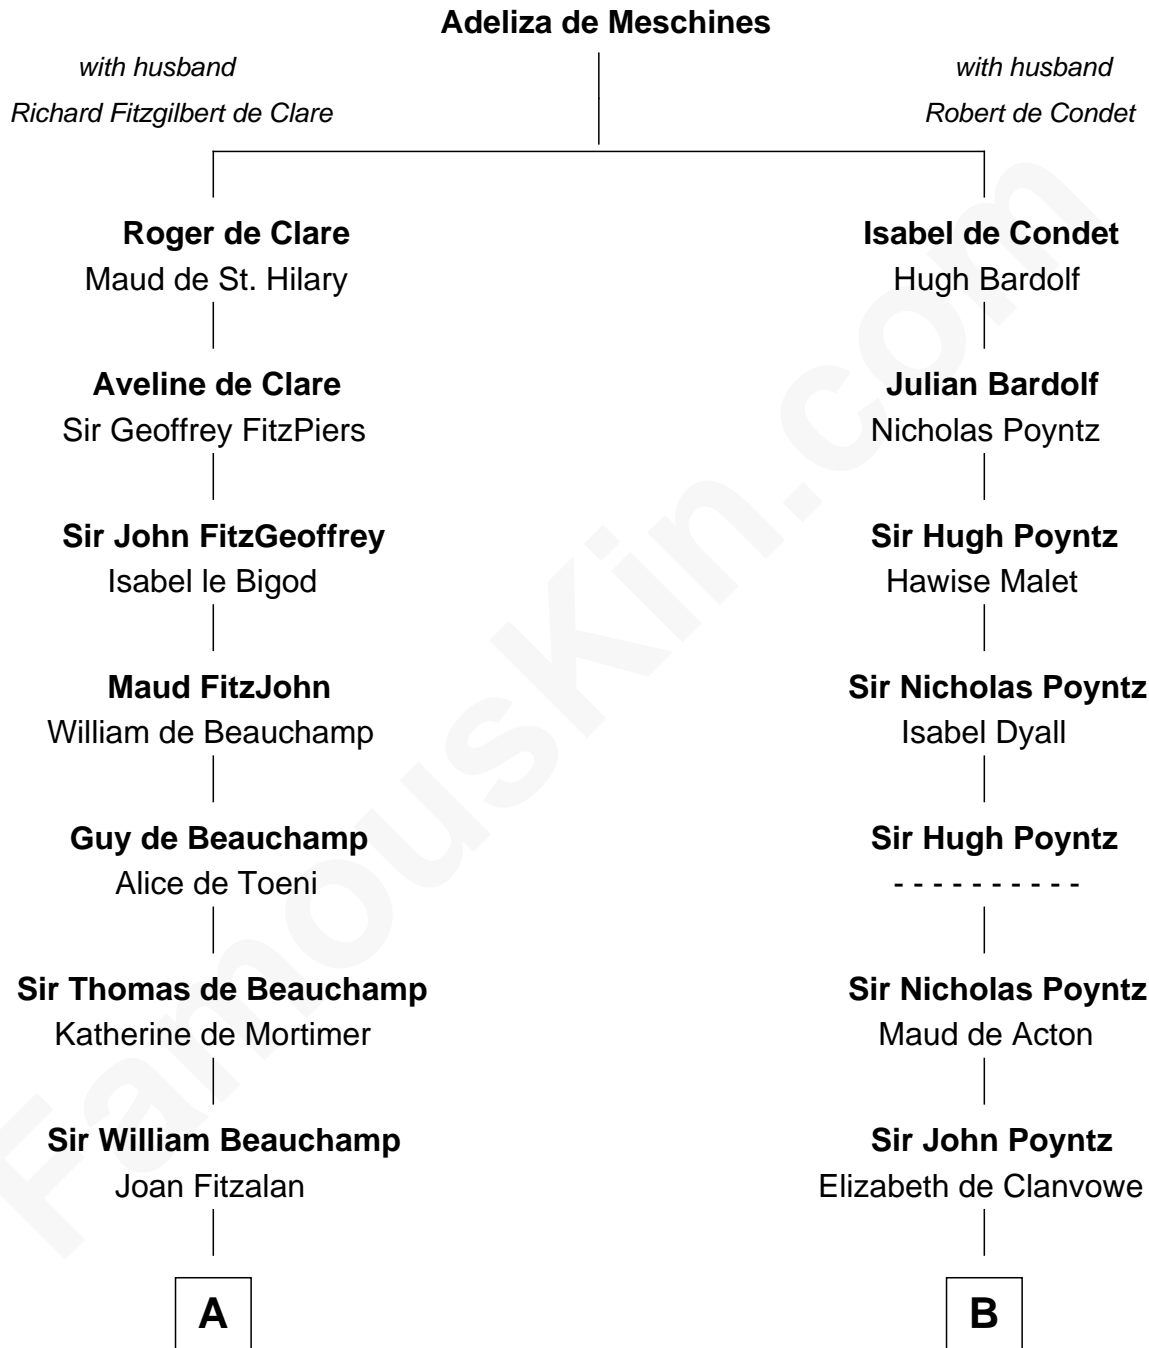 Adeliza de Meschines
with husband
Richard Fitzgilbert de Clare
with husband
Robert de Condet
Roger de Clare
Maud de St. Hilary
Isabel de Condet
Hugh Bardolf
Aveline de Clare
Sir Geoffrey FitzPiers
Julian Bardolf
Nicholas Poyntz
Sir John FitzGeoffrey
Isabel le Bigod
Sir Hugh Poyntz
Hawise Malet
Maud FitzJohn
William de Beauchamp
Sir Nicholas Poyntz
Isabel Dyall
Guy de Beauchamp
Alice de Toeni
Sir Hugh Poyntz
- - - - - - - - - -
Sir Thomas de Beauchamp
Katherine de Mortimer
Sir Nicholas Poyntz
Maud de Acton
Sir William Beauchamp
Joan Fitzalan
Sir John Poyntz
Elizabeth de Clanvowe
A
B
FamousKin.com